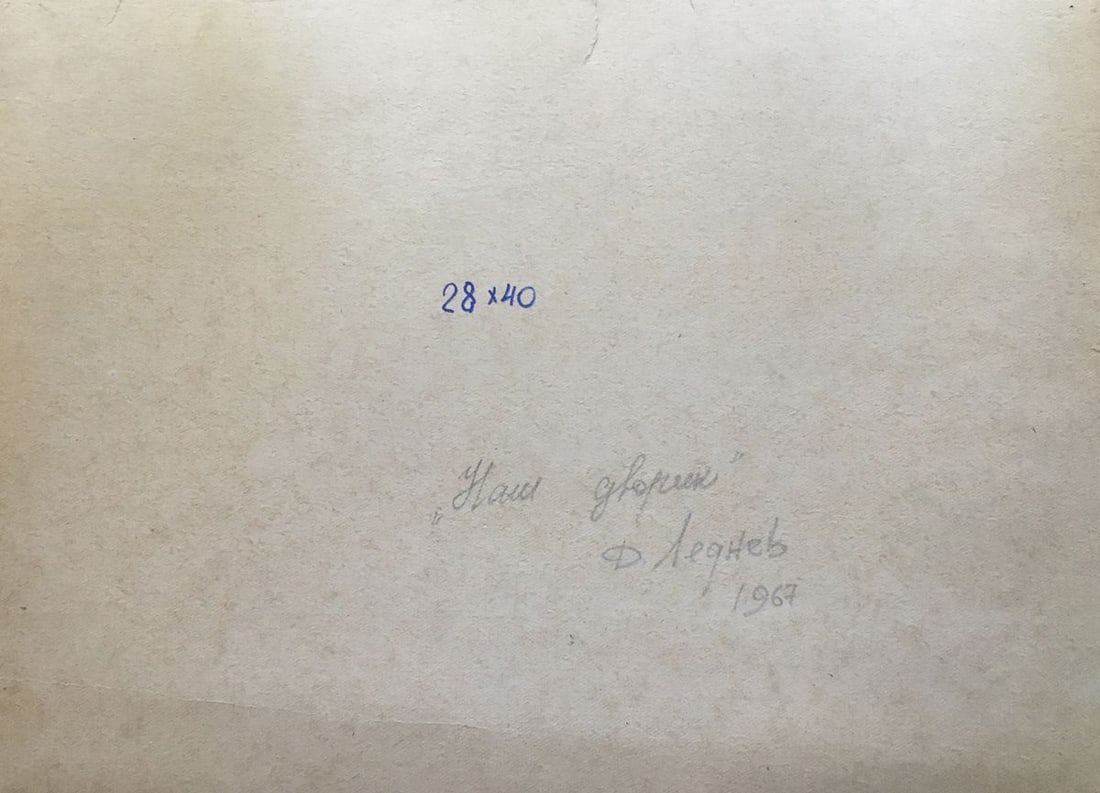 28×40
„Наш дворик"
Ф. Леднев
1967